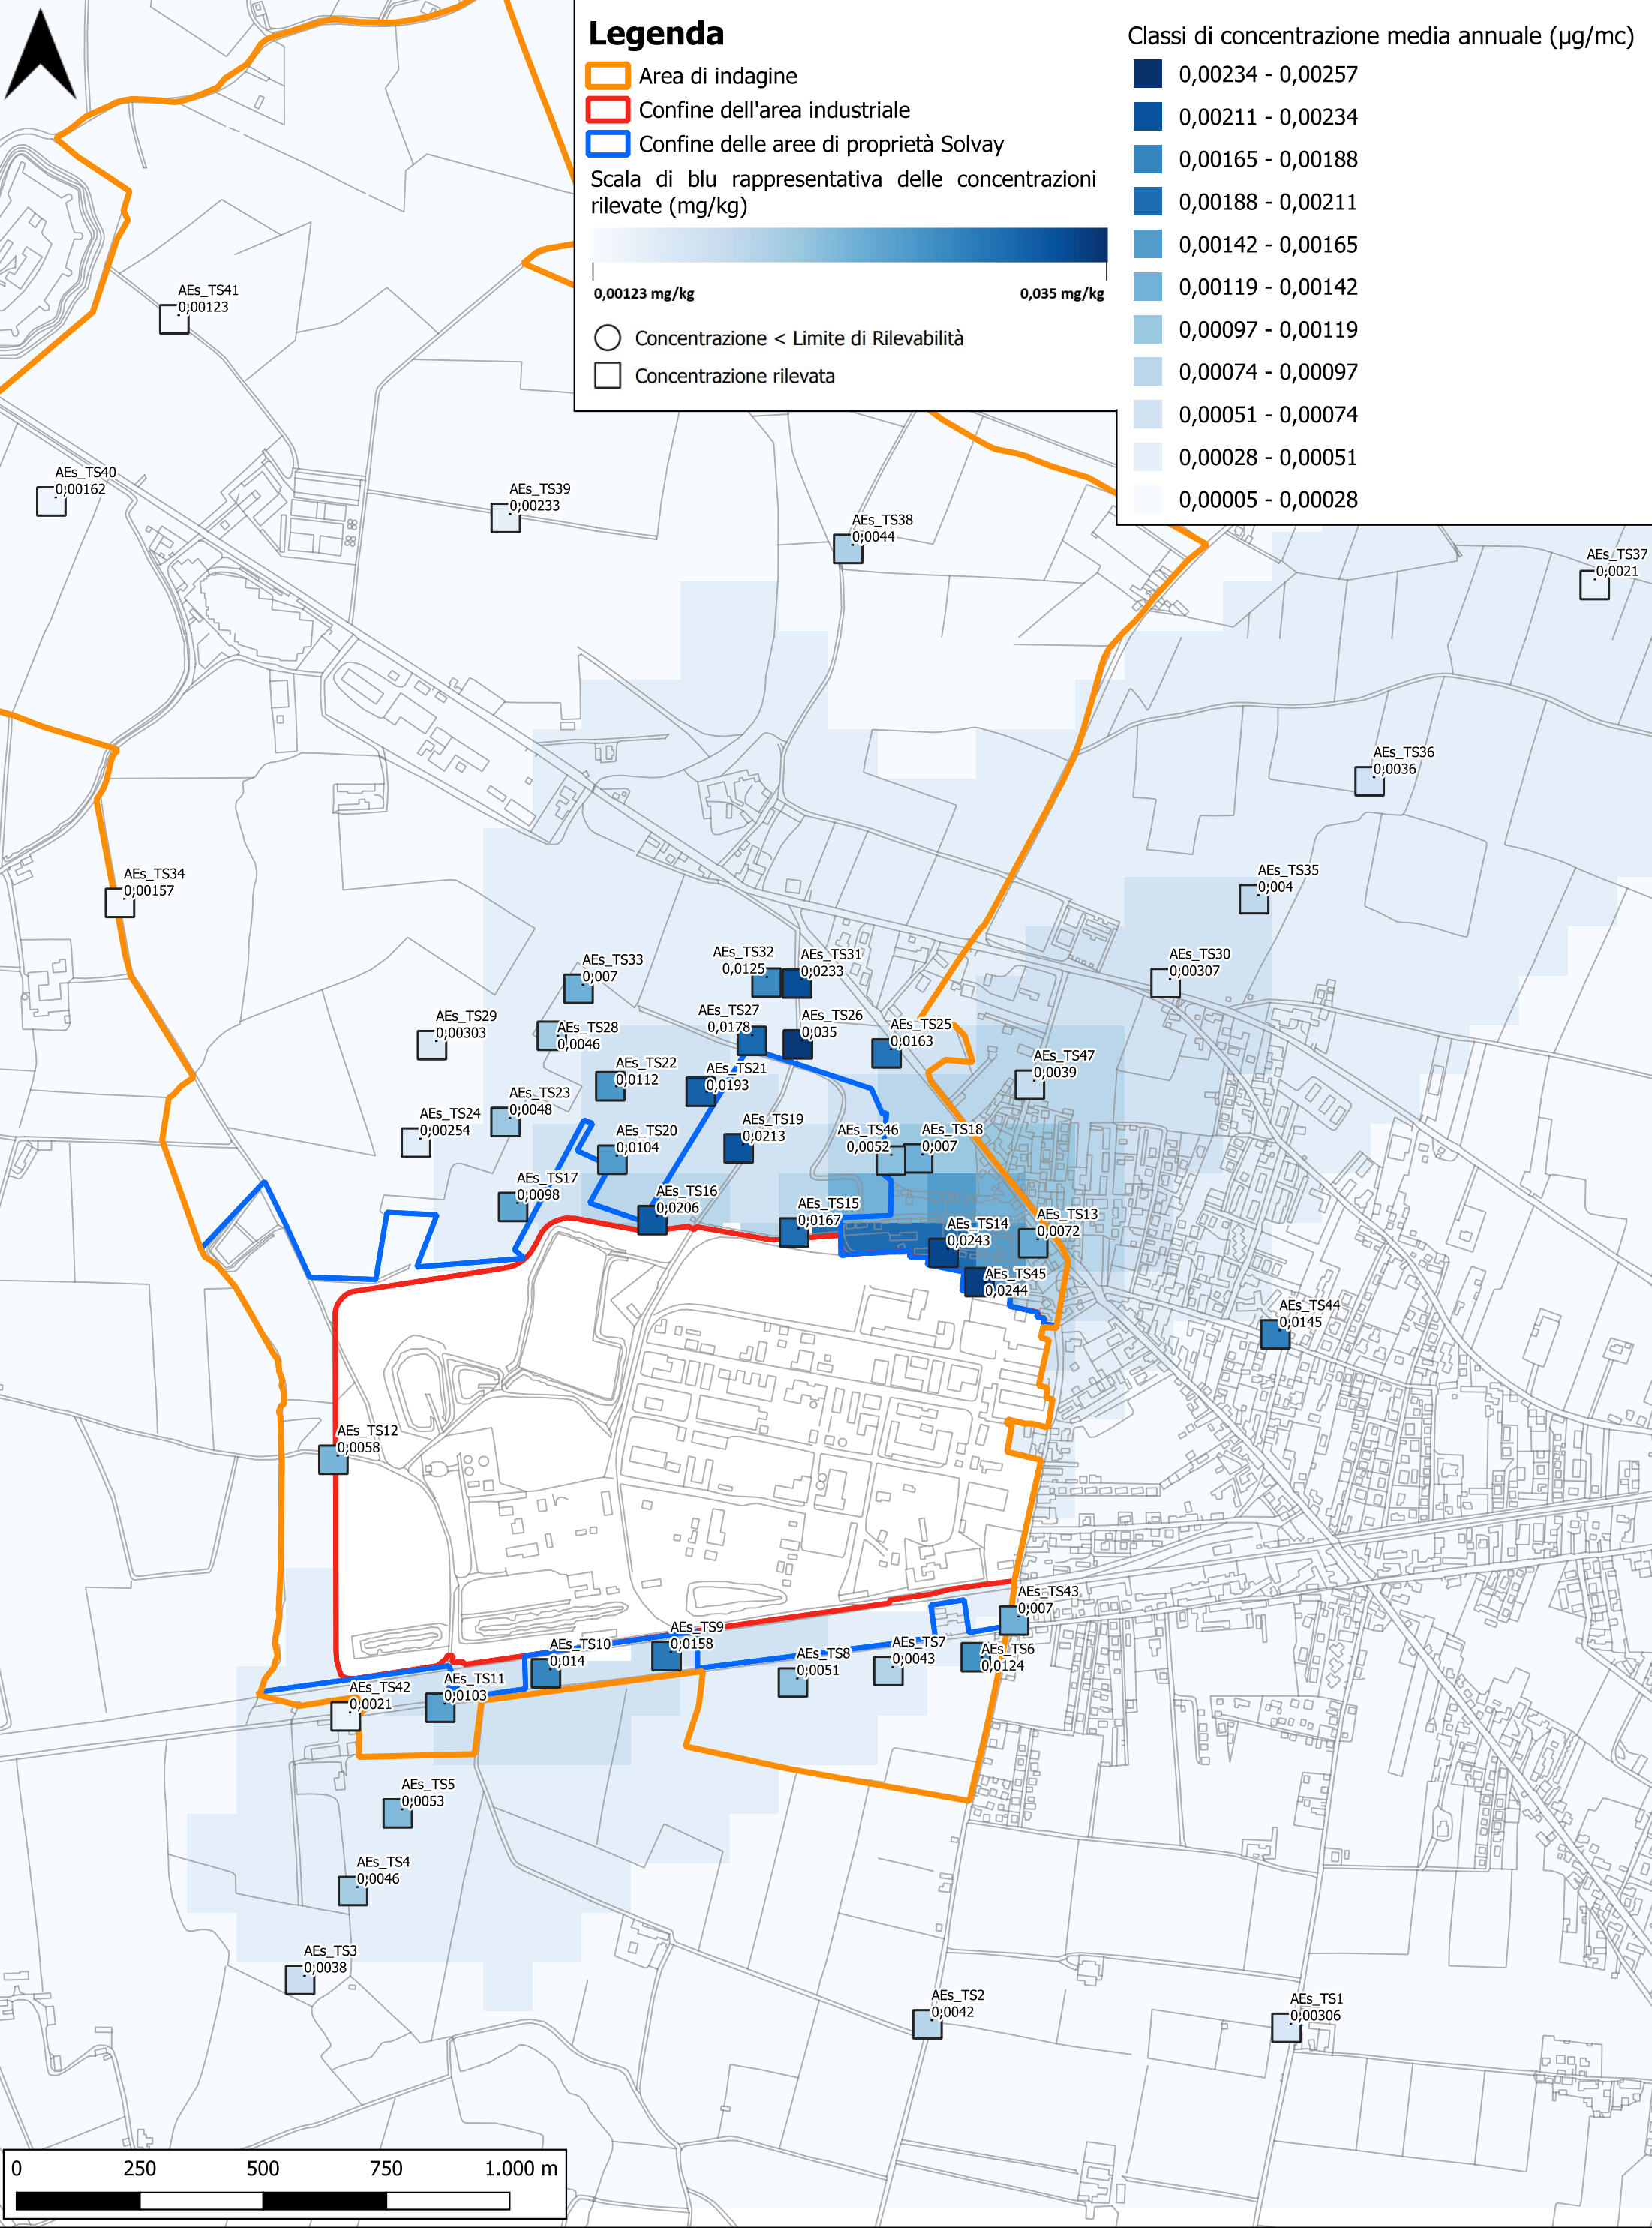 Legenda
Area di indagine
Confine dell'area industriale
Confine delle aree di proprietà Solvay
Scala di blu rappresentativa delle concentrazioni
rilevate (mg/kg)
0,00123 mg/kg
0,035 mg/kg
Concentrazione < Limite di Rilevabilità
Concentrazione rilevata
Classi di concentrazione media annuale (µg/mc)
0,00234 - 0,00257
0,00211 - 0,00234
0,00165 - 0,00188
0,00188 - 0,00211
0,00142 - 0,00165
0,00119 - 0,00142
0,00097 - 0,00119
0,00074 - 0,00097
0,00051 - 0,00074
0,00028 - 0,00051
0,00005 - 0,00028
AEs_TS41
0,00123
AEs_TS40
0,00162
AEs_TS39
0,00233
AEs_TS38
0,0044
AEs_TS37
0,0021
AEs_TS36
0,0036
AEs_TS34
0,00157
AEs_TS35
0,004
AEs_TS33
0,007
AEs_TS32
0,0125
AEs_TS31
0,0233
AEs_TS30
0,00307
AEs_TS29
0,00303
AEs_TS28
0,0046
AEs_TS27
0,0178
AEs_TS26
0,035
AEs_TS25
0,0163
AEs_TS47
0,0039
AEs_TS22
0,0112
AEs_TS21
0,0193
AEs_TS23
0,0048
AEs_TS24
0,00254
AEs_TS20
0,0104
AEs_TS19
0,0213
AEs_TS46
0,0052
AEs_TS18
0,007
AEs_TS17
0,0098
AEs_TS16
0,0206
AEs_TS15
0,0167
AEs_TS14
0,0243
AEs_TS13
0,0072
AEs_TS45
0,0244
AEs_TS44
0,0145
AEs_TS12
0,0058
AEs_TS43
0,007
AEs_TS9
0,0158
AEs_TS10
0,014
AEs_TS8
0,0051
AEs_TS7
0,0043
AEs_TS6
0,0124
AEs_TS11
0,0103
AEs_TS42
0,0021
AEs_TS5
0,0053
AEs_TS4
0,0046
AEs_TS3
0,0038
AEs_TS2
0,0042
AEs_TS1
0,00306
0 250 500 750 1.000 m